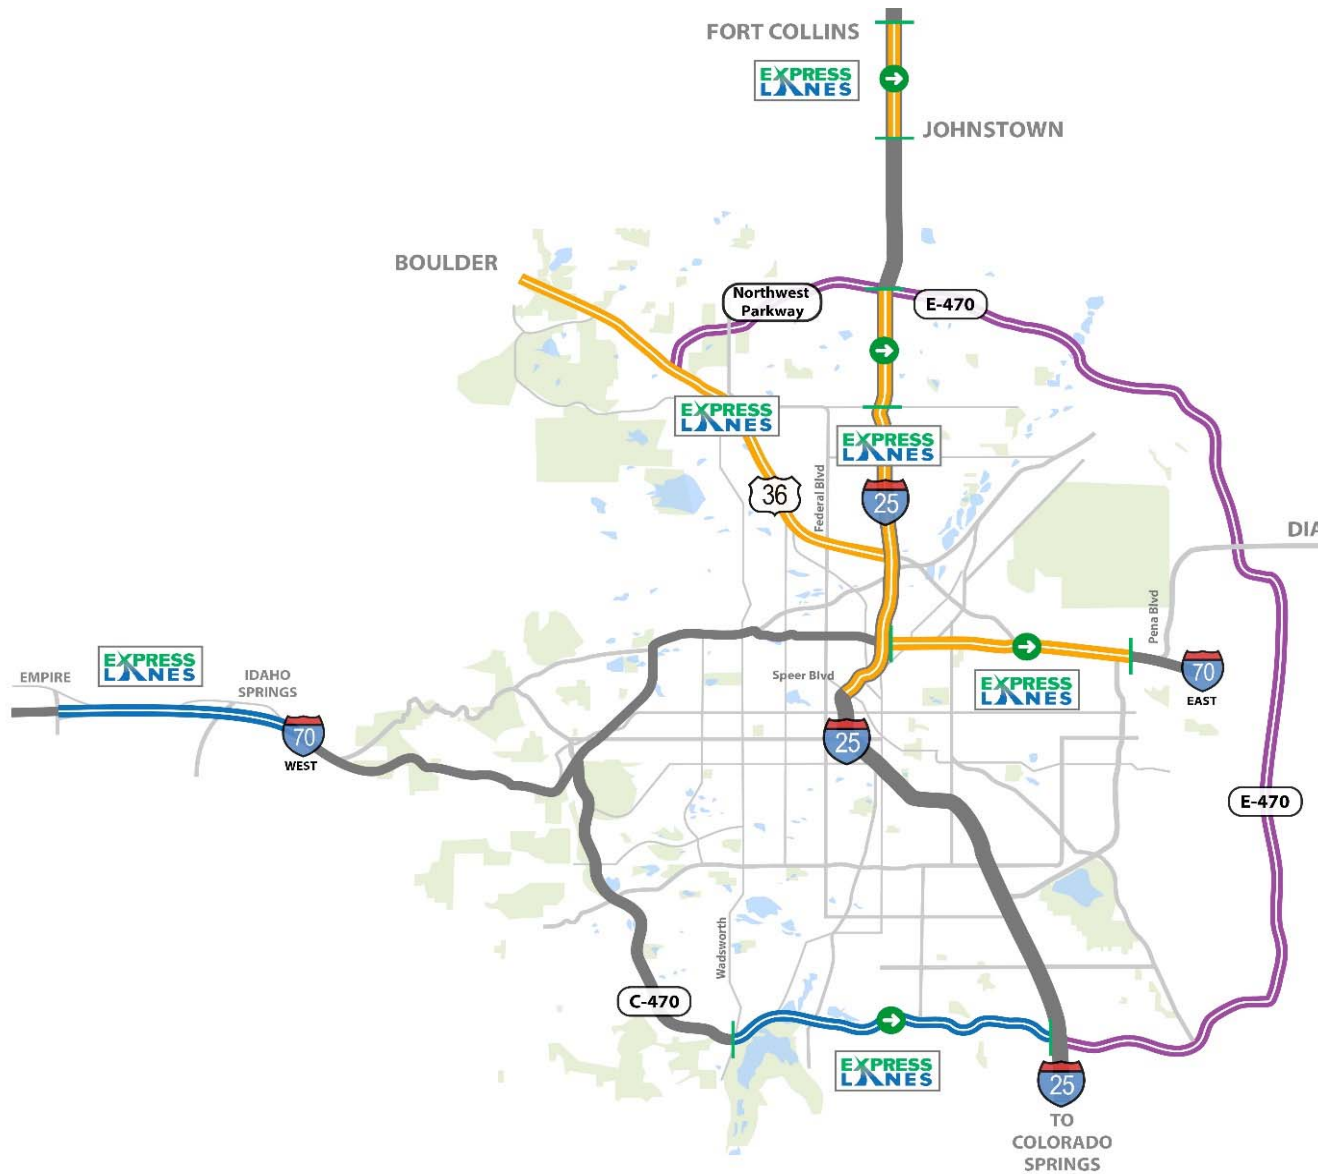 FORT COLLINS
EXPRESS
LANES
JOHNSTOWN
BOULDER
Northwest
Parkway
E-470
EXPRESS
LANES
EXPRESS
LANES
36
Federal Blvd
25
DIA
Pena Blvd
EXPRESS
LANES
EMPIRE
IDAHO
SPRINGS
70
WEST
Speer Blvd
70
EAST
EXPRESS
LANES
25
E-470
Wadsworth
C-470
EXPRESS
LANES
25
TO
COLORADO
SPRINGS